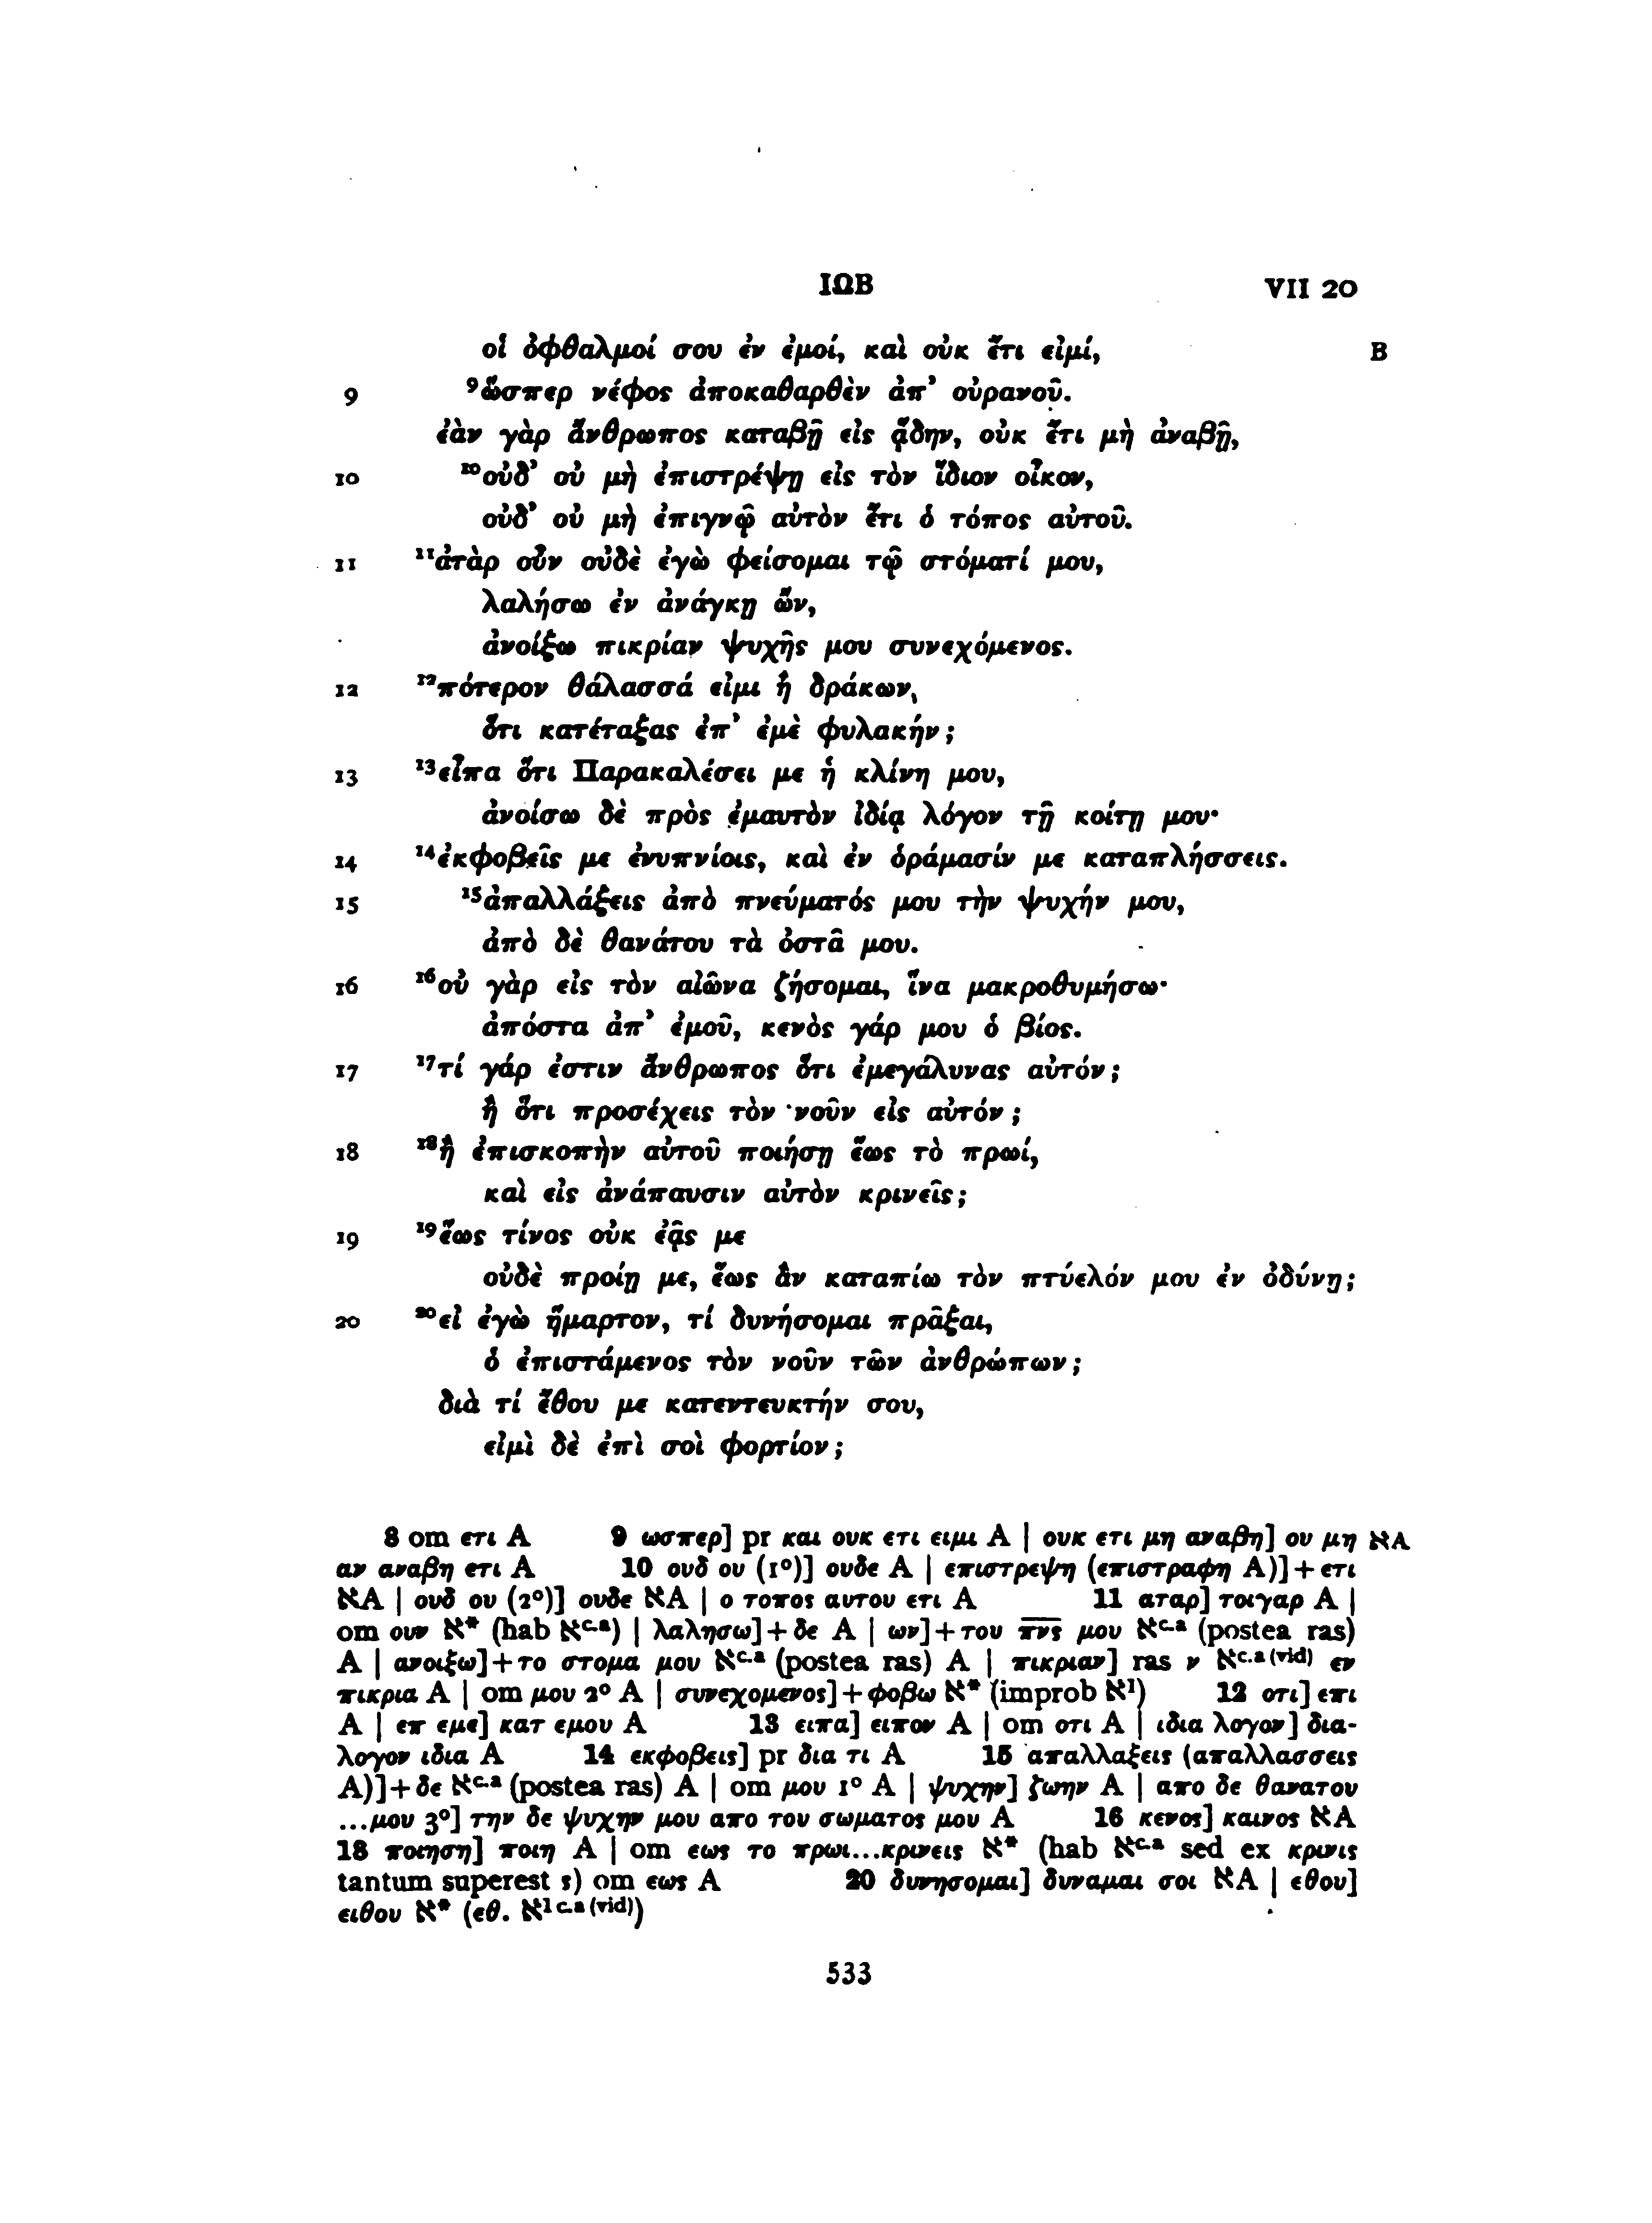 ΙΩΒ VII 20
οἱ ὀφθαλμοί σου ἐν ἐμοί, καὶ οὐκ ἔτι εἰμί, B
9 ⁹ὥσπερ νέφος ἀποκαθαρθὲν ἀπ’ οὐρανοῦ.
ἐὰν γὰρ ἄνθρωπος καταβῇ εἰς ᾅδην, οὐκ ἔτι μὴ ἀναβῇ,
10 ¹⁰οὐδ’ οὐ μὴ ἐπιστρέψῃ εἰς τὸν ἴδιον οἶκον,
οὐδ’ οὐ μὴ ἐπιγνῷ αὐτὸν ἔτι ὁ τόπος αὐτοῦ.
11 ¹¹ἀτὰρ οὖν οὐδὲ ἐγὼ φείσομαι τῷ στόματί μου,
λαλήσω ἐν ἀνάγκῃ ὤν,
ἀνοίξω πικρίαν ψυχῆς μου συνεχόμενος.
12 ¹²πότερον θάλασσά εἰμι ἢ δράκων,
ὅτι κατέταξας ἐπ’ ἐμὲ φυλακήν;
13 ¹³εἶπα ὅτι Παρακαλέσει με ἡ κλίνη μου,
ἀνοίσω δὲ πρὸς ἐμαυτὸν ἰδίᾳ λόγον τῇ κοίτῃ μου·
14 ¹⁴ἐκφοβεῖς με ἐνυπνίοις, καὶ ἐν ὁράμασίν με καταπλήσσεις.
15 ¹⁵ἀπαλλάξεις ἀπὸ πνεύματός μου τὴν ψυχήν μου,
ἀπὸ δὲ θανάτου τὰ ὀστᾶ μου.
16 ¹⁶οὐ γὰρ εἰς τὸν αἰῶνα ζήσομαι, ἵνα μακροθυμήσω·
ἀπόστα ἀπ’ ἐμοῦ, κενὸς γάρ μου ὁ βίος.
17 ¹⁷τί γάρ ἐστιν ἄνθρωπος ὅτι ἐμεγάλυνας αὐτόν;
ἢ ὅτι προσέχεις τὸν νοῦν εἰς αὐτόν;
18 ¹⁸ἢ ἐπισκοπὴν αὐτοῦ ποιήσῃ ἕως τὸ πρωί,
καὶ εἰς ἀνάπαυσιν αὐτὸν κρινεῖς;
19 ¹⁹ἕως τίνος οὐκ ἐᾷς με
οὐδὲ προίῃ με, ἕως ἂν καταπίω τὸν πτύελόν μου ἐν ὀδύνῃ;
20 ²⁰εἰ ἐγὼ ἥμαρτον, τί δυνήσομαι πρᾶξαι,
ὁ ἐπιστάμενος τὸν νοῦν τῶν ἀνθρώπων;
διὰ τί ἔθου με κατεντευκτήν σου,
εἰμὶ δὲ ἐπὶ σοὶ φορτίον;
8 om ετι A 9 ωσπερ] pr και ουκ ετι ειμι A | ουκ ετι μη αναβη] ου μη אA
αν αναβη ετι A 10 ουδ ου (1°)] ουδε A | επιστρεψη (επιστραφη A)]+ετι
אA | ουδ ου (2°)] ουδε אA | ο τοπος αυτου ετι A 11 αταρ] τοιγαρ A |
om ουν א* (hab אᶜ·ᵃ) | λαλησω]+δε A | ων]+του π̅ν̅ς̅ μου אᶜ·ᵃ (postea ras)
A | ανοιξω]+το στομα μου אᶜ·ᵃ (postea ras) A | πικριαν] ras ν אᶜ·ᵃ⁽ᵛⁱᵈ⁾ εν
πικρια A | om μου 2° A | συνεχομενος]+φοβω א* (improb א¹) 12 οτι] επι
A | επ εμε] κατ εμου A 13 ειπα] ειπον A | om οτι A | ιδια λογον] δια-
λογον ιδια A 14 εκφοβεις] pr δια τι A 15 απαλλαξεις (απαλλασσεις
A)]+δε אᶜ·ᵃ (postea ras) A | om μου 1° A | ψυχην] ζωην A | απο δε θανατου
...μου 3°] την δε ψυχην μου απο του σωματος μου A 16 κενος] καινος אA
18 ποιηση] ποιη A | om εως το πρωι...κρινεις א* (hab אᶜ·ᵃ sed ex κρινις
tantum superest ς) om εως A 20 δυνησομαι] δυναμαι σοι אA | εθου]
ειθου א* (εθ. א¹ ᶜ·ᵃ ⁽ᵛⁱᵈ⁾)
533